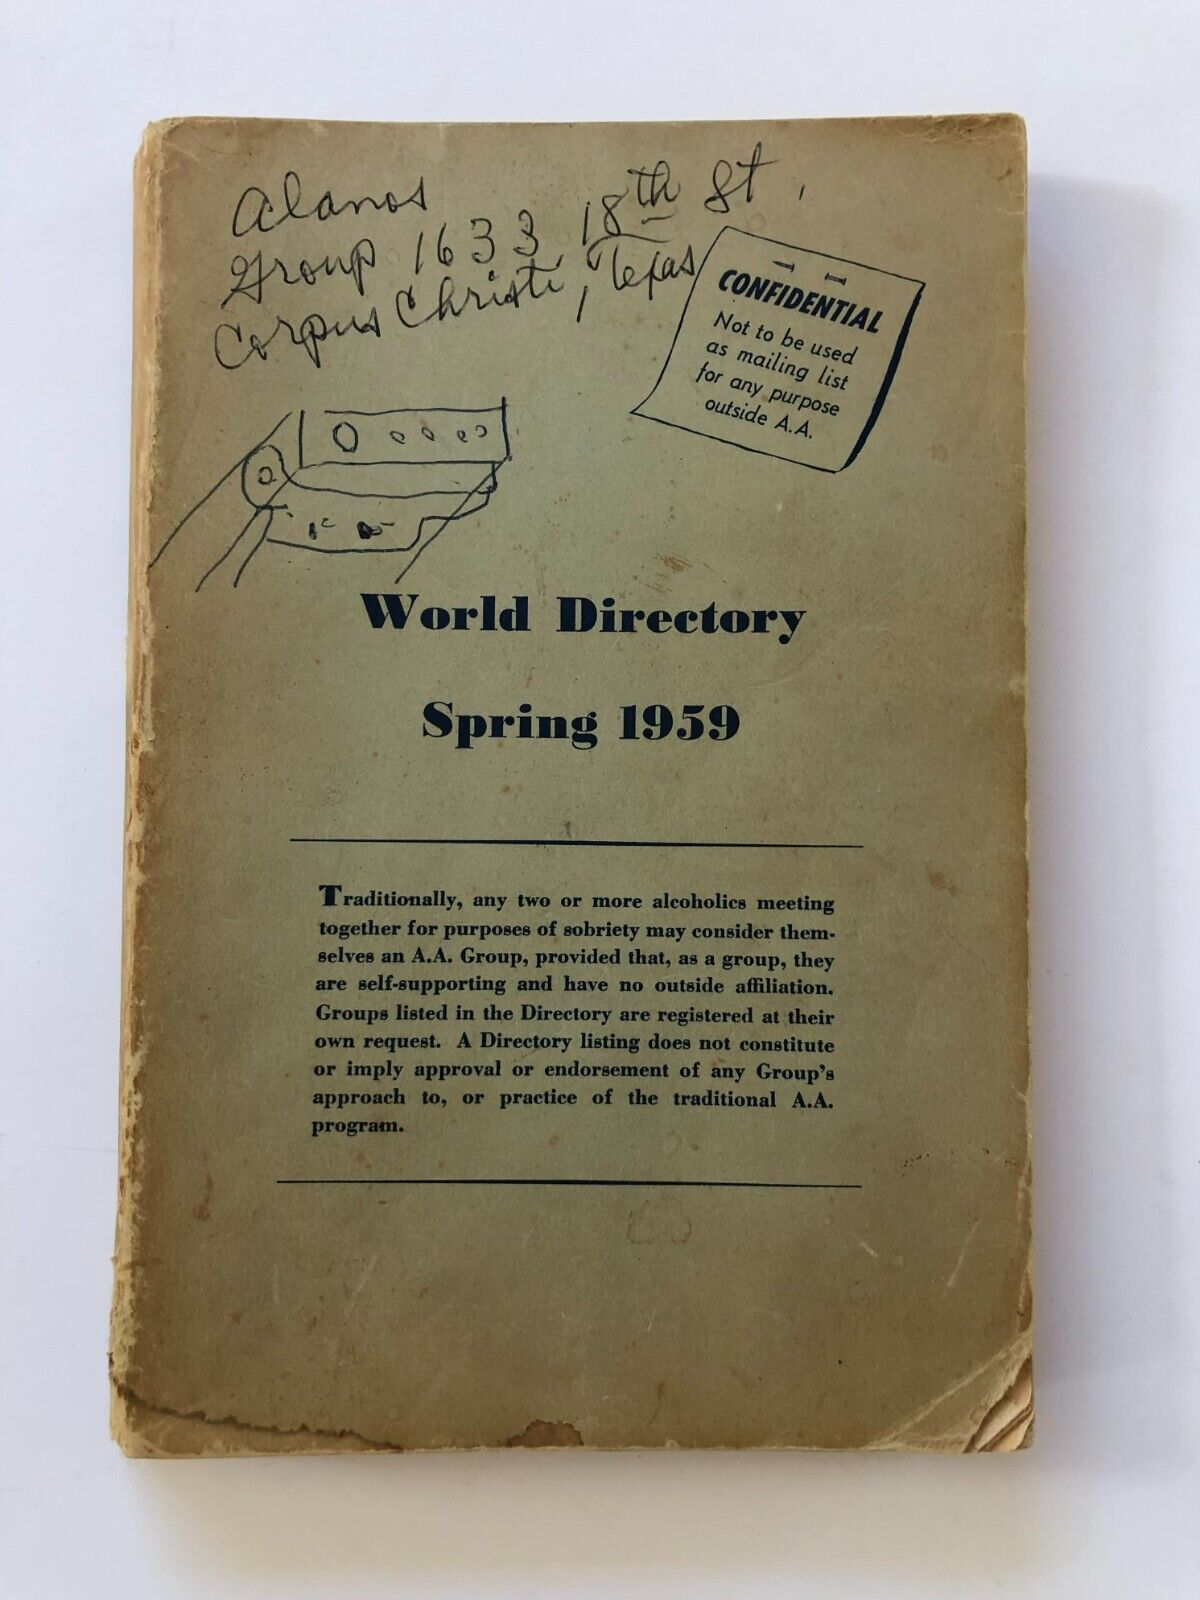 Alanos
Group 1633 18th St,
Corpus Christi, Texas
CONFIDENTIAL
Not to be used
as mailing list
for any purpose
outside A.A.
World Directory
Spring 1959
Traditionally, any two or more alcoholics meeting
together for purposes of sobriety may consider them-
selves an A.A. Group, provided that, as a group, they
are self-supporting and have no outside affiliation.
Groups listed in the Directory are registered at their
own request. A Directory listing does not constitute
or imply approval or endorsement of any Group's
approach to, or practice of the traditional A.A.
program.